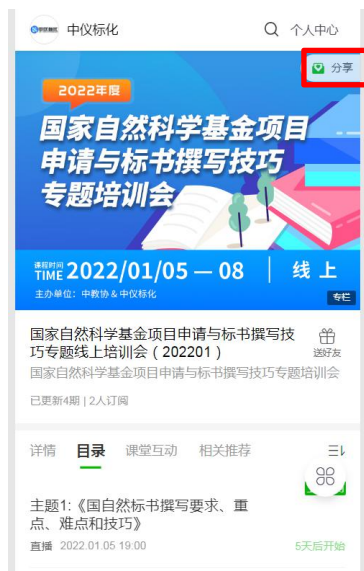 中仪标化
个人中心
分享
2022年度
国家自然科学基金项目
申请与标书撰写技巧
专题培训会
课程时间
TIME 2022/01/05 — 08 线上
主办单位：中教协&中仪标化
专栏
国家自然科学基金项目申请与标书撰写技
巧专题线上培训会（202201）
送好友
国家自然科学基金项目申请与标书撰写技巧专题培训会
已更新4期 | 2人订阅
详情 目录 课堂互动 相关推荐
主题1:《国自然标书撰写要求、重
点、难点和技巧》
直播 2022.01.05 19:00 5天后开始